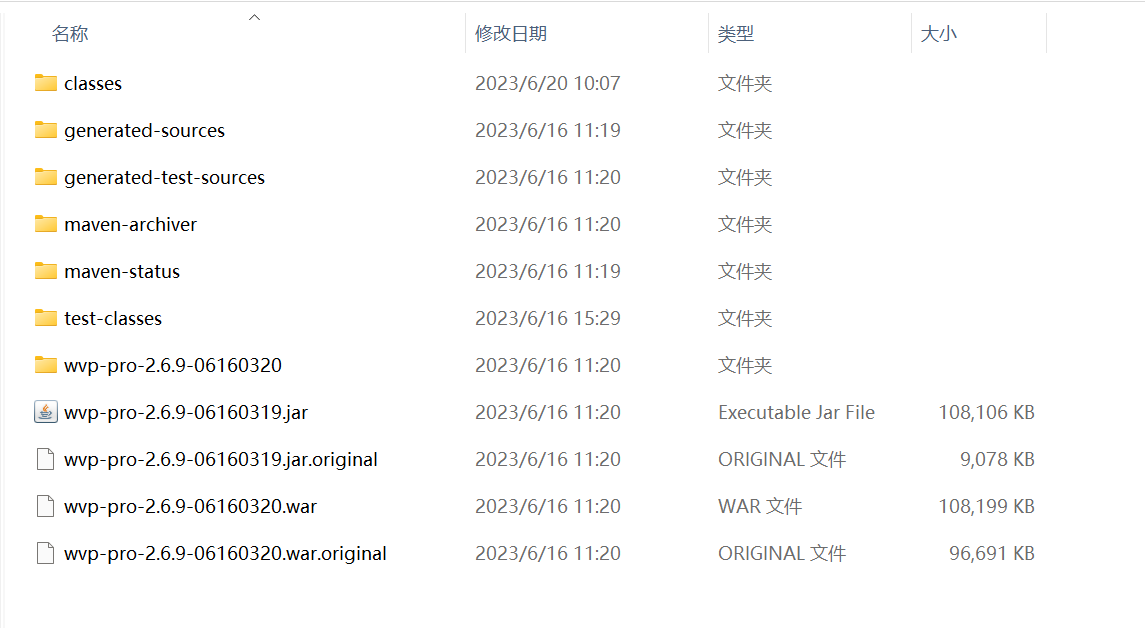 名称 修改日期 类型 大小
classes 2023/6/20 10:07 文件夹
generated-sources 2023/6/16 11:19 文件夹
generated-test-sources 2023/6/16 11:20 文件夹
maven-archiver 2023/6/16 11:20 文件夹
maven-status 2023/6/16 11:19 文件夹
test-classes 2023/6/16 15:29 文件夹
wvp-pro-2.6.9-06160320 2023/6/16 11:20 文件夹
wvp-pro-2.6.9-06160319.jar 2023/6/16 11:20 Executable Jar File 108,106 KB
wvp-pro-2.6.9-06160319.jar.original 2023/6/16 11:20 ORIGINAL 文件 9,078 KB
wvp-pro-2.6.9-06160320.war 2023/6/16 11:20 WAR 文件 108,199 KB
wvp-pro-2.6.9-06160320.war.original 2023/6/16 11:20 ORIGINAL 文件 96,691 KB